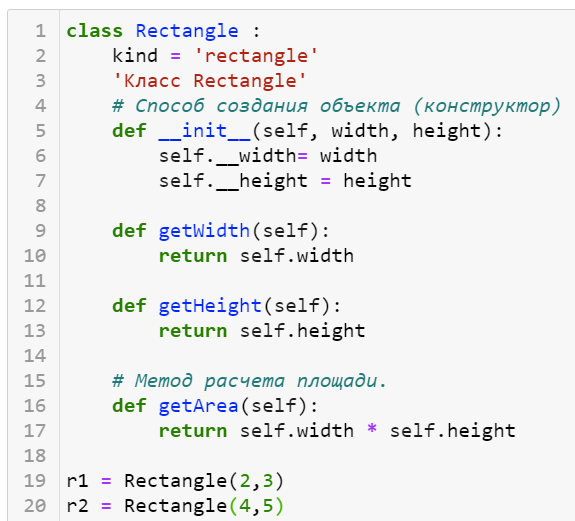 1 class Rectangle :
2     kind = 'rectangle'
3     'Класс Rectangle'
4     # Способ создания объекта (конструктор)
5     def __init__(self, width, height):
6         self.__width= width
7         self.__height = height
8
9     def getWidth(self):
10         return self.width
11
12     def getHeight(self):
13         return self.height
14
15     # Метод расчета площади.
16     def getArea(self):
17         return self.width * self.height
18
19 r1 = Rectangle(2,3)
20 r2 = Rectangle(4,5)